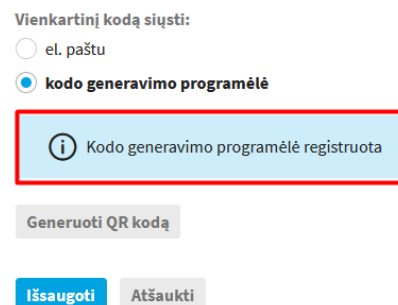 Vienkartinį kodą siųsti:
el. paštu
kodo generavimo programėlė
Kodo generavimo programėlė registruota
Generuoti QR kodą
Išsaugoti Atšaukti